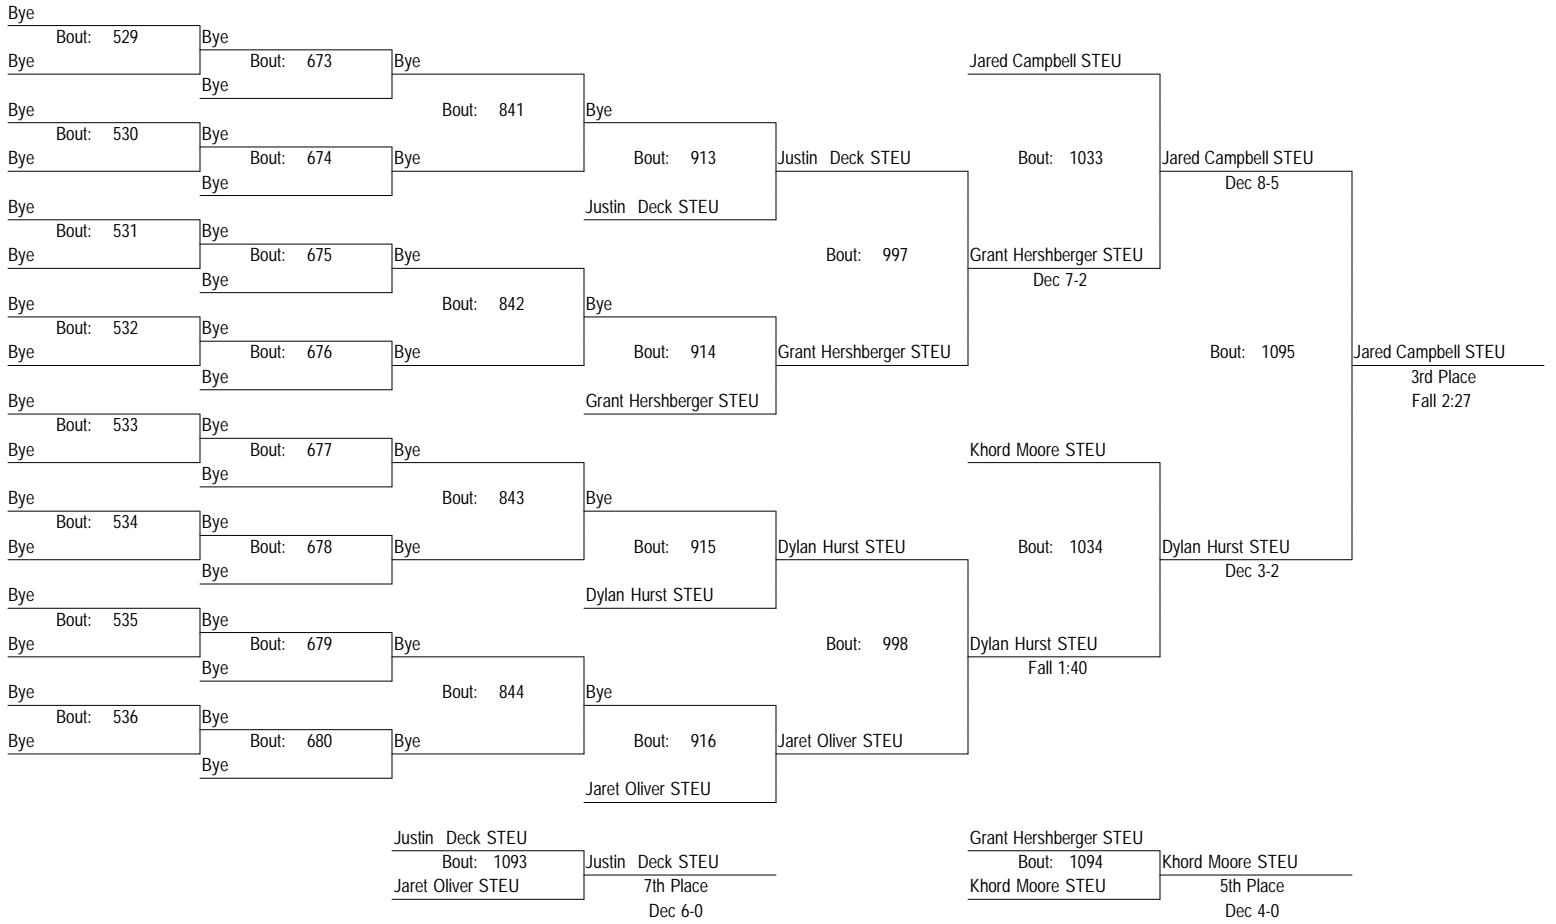 Bye
Bout: 529
Bye
Bye
Bout: 673
Bye
Bye
Bout: 530
Bye
Bye
Bout: 674
Bye
Bye
Bout: 841
Bye
Bye
Bout: 531
Bye
Bye
Bout: 675
Bye
Bye
Bout: 532
Bye
Bye
Bout: 676
Bye
Bye
Bout: 842
Bye
Bye
Bout: 533
Bye
Bye
Bout: 677
Bye
Bye
Bout: 534
Bye
Bye
Bout: 678
Bye
Bye
Bout: 843
Bye
Bye
Bout: 535
Bye
Bye
Bout: 679
Bye
Bye
Bout: 536
Bye
Bye
Bout: 680
Bye
Bye
Bout: 844
Bye
Bye
Bout: 913
Justin Deck STEU
Bye
Bout: 914
Grant Hershberger STEU
Bye
Bout: 915
Dylan Hurst STEU
Bye
Bout: 916
Jaret Oliver STEU
Justin Deck STEU
Bout: 997
Grant Hershberger STEU
Dylan Hurst STEU
Bout: 998
Jaret Oliver STEU
Jared Campbell STEU
Bout: 1033
Grant Hershberger STEU
Dec 7-2
Khord Moore STEU
Bout: 1034
Dylan Hurst STEU
Fall 1:40
Jared Campbell STEU
Dec 8-5
Bout: 1095
Dylan Hurst STEU
Dec 3-2
Jared Campbell STEU
3rd Place
Fall 2:27
Justin Deck STEU
Bout: 1093
Jaret Oliver STEU
Justin Deck STEU
7th Place
Dec 6-0
Grant Hershberger STEU
Bout: 1094
Khord Moore STEU
Khord Moore STEU
5th Place
Dec 4-0